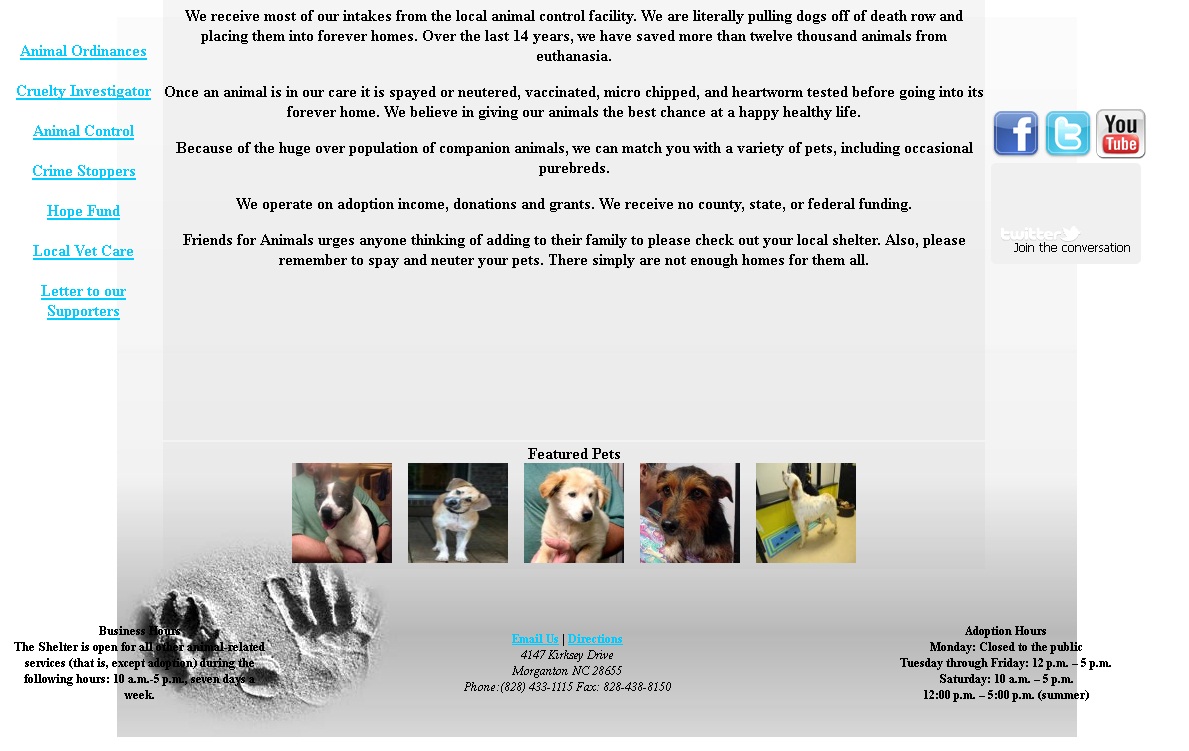 We receive most of our intakes from the local animal control facility. We are literally pulling dogs off of death row and
placing them into forever homes. Over the last 14 years, we have saved more than twelve thousand animals from
euthanasia.
Once an animal is in our care it is spayed or neutered, vaccinated, micro chipped, and heartworm tested before going into its
forever home. We believe in giving our animals the best chance at a happy healthy life.
Because of the huge over population of companion animals, we can match you with a variety of pets, including occasional
purebreds.
We operate on adoption income, donations and grants. We receive no county, state, or federal funding.
Friends for Animals urges anyone thinking of adding to their family to please check out your local shelter. Also, please
remember to spay and neuter your pets. There simply are not enough homes for them all.
Animal Ordinances
Cruelty Investigator
Animal Control
Crime Stoppers
Hope Fund
Local Vet Care
Letter to our
Supporters
f
t
You
Tube
twitter
Join the conversation
Featured Pets
Business Hours
The Shelter is open for all other animal-related
services (that is, except adoption) during the
following hours: 10 a.m.-5 p.m., seven days a
week.
Email Us | Directions
4147 Kirksey Drive
Morganton NC 28655
Phone:(828) 433-1115 Fax: 828-438-8150
Adoption Hours
Monday: Closed to the public
Tuesday through Friday: 12 p.m. – 5 p.m.
Saturday: 10 a.m. – 5 p.m.
12:00 p.m. – 5:00 p.m. (summer)